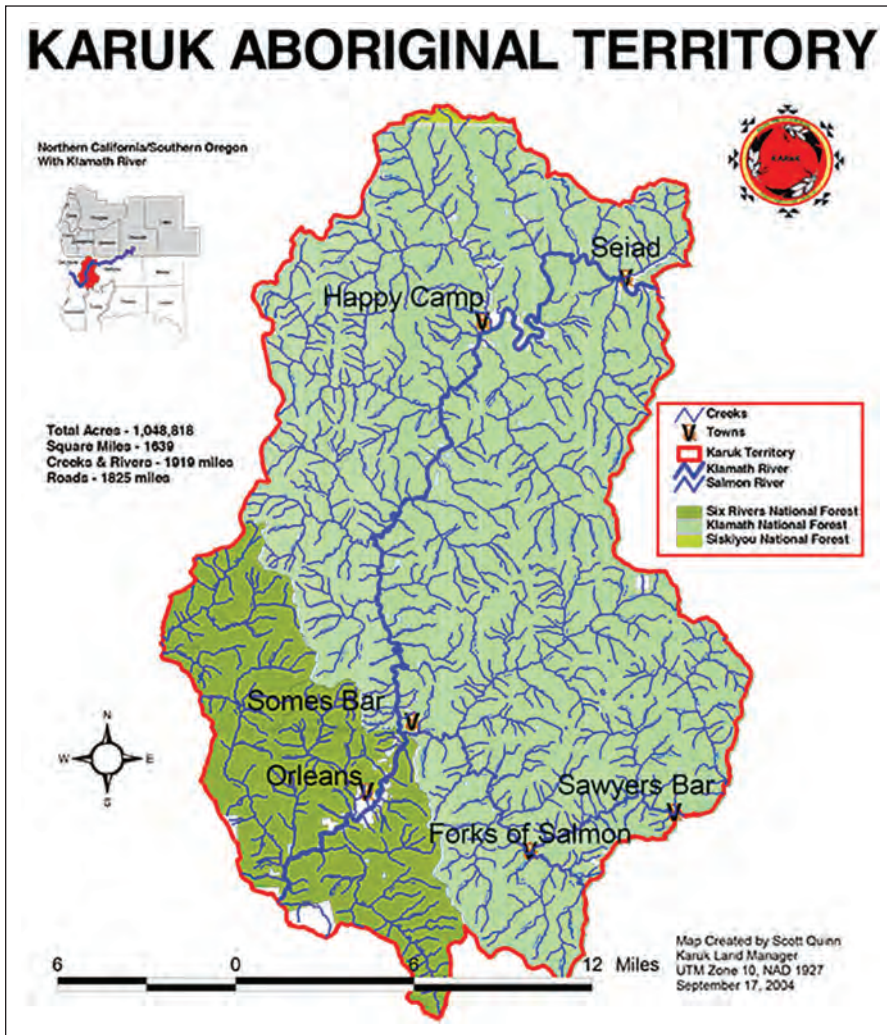 KARUK ABORIGINAL TERRITORY
Northern California/Southern Oregon
With Klamath River
KARUK
Seiad
Happy Camp
Total Acres - 1,048,818
Square Miles - 1639
Creeks & Rivers - 1919 miles
Roads - 1825 miles
Creeks
Towns
Karuk Territory
Klamath River
Salmon River
Six Rivers National Forest
Klamath National Forest
Siskiyou National Forest
Somes Bar
N
W E
S
Orleans
Sawyers Bar
Forks of Salmon
6 0 6 12 Miles
Map Created by Scott Quinn
Karuk Land Manager
UTM Zone 10, NAD 1927
September 17, 2004